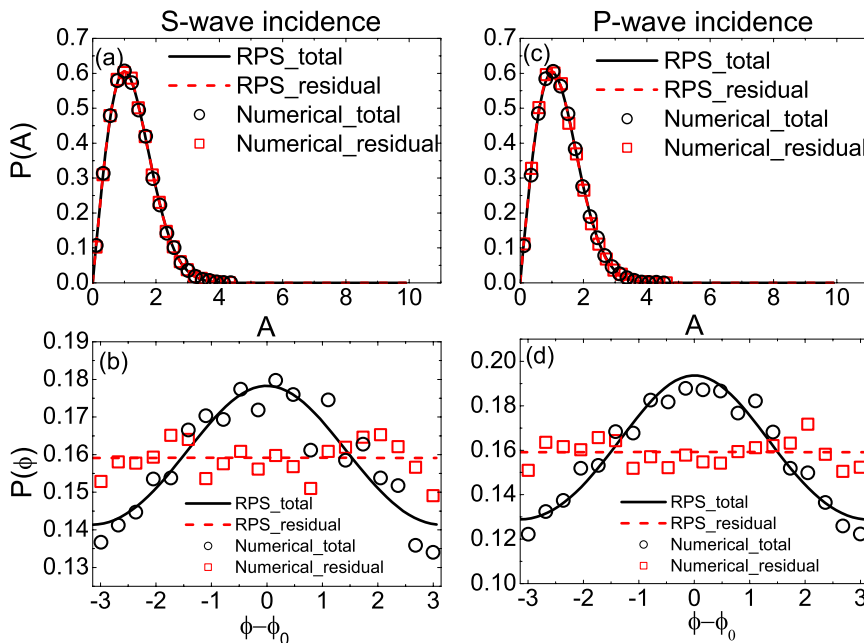 S-wave incidence
P-wave incidence
(a)
RPS_total
RPS_residual
Numerical_total
Numerical_residual
P(A)
0.7
0.6
0.5
0.4
0.3
0.2
0.1
0.0
0 2 4 6 8 10
A
(c)
RPS_total
RPS_residual
Numerical_total
Numerical_residual
0.7
0.6
0.5
0.4
0.3
0.2
0.1
0.0
0 2 4 6 8 10
A
(b)
P(ϕ)
0.19
0.18
0.17
0.16
0.15
0.14
0.13
RPS_total
RPS_residual
Numerical_total
Numerical_residual
-3 -2 -1 0 1 2 3
ϕ−ϕ₀
(d)
0.20
0.18
0.16
0.14
0.12
0.10
RPS_total
RPS_residual
Numerical_total
Numerical_residual
-3 -2 -1 0 1 2 3
ϕ−ϕ₀